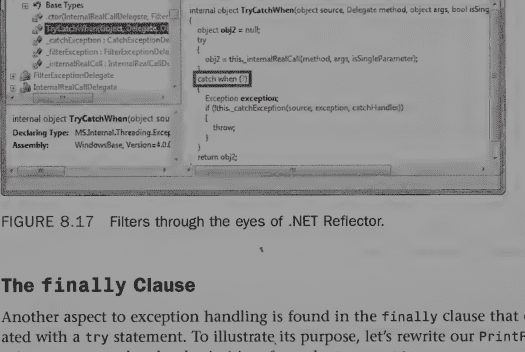 Base Types
.ctor(InternalRealCallDelegate, Filter
TryCatchWhen(Object, Delegate, O
_catchException : CatchExceptionDe
_filterException : FilterExceptionDele
_internalRealCall : InternalRealCallD
FilterExceptionDelegate
InternalRealCallDelegate
internal object TryCatchWhen(object sou
Declaring Type: MS.Internal.Threading.Excep
Assembly: WindowsBase, Version=4.0.0
internal object TryCatchWhen(object source, Delegate method, object args, bool isSing
{
object obj2 = null;
try
{
obj2 = this._internalRealCall(method, args, isSingleParameter);
}
catch when (?)
{
Exception exception;
if (!this._catchException(source, exception, catchHandler))
{
throw;
}
}
return obj2;
FIGURE 8.17 Filters through the eyes of .NET Reflector.
The finally Clause
Another aspect to exception handling is found in the finally clause that
ated with a try statement. To illustrate its purpose, let's rewrite our PrintF